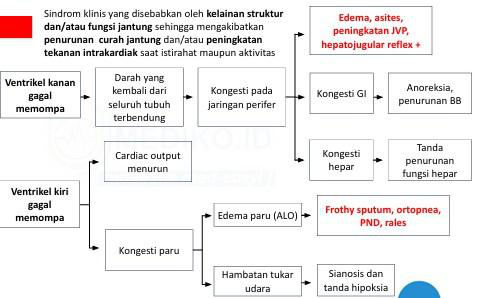 Sindrom klinis yang disebabkan oleh kelainan struktur
dan/atau fungsi jantung sehingga mengakibatkan
penurunan curah jantung dan/atau peningkatan
tekanan intrakardiak saat istirahat maupun aktivitas
Edema, asites,
peningkatan JVP,
hepatojugular reflex +
Ventrikel kanan
gagal
memompa
Darah yang
kembali dari
seluruh tubuh
terbendung
Kongesti pada
jaringan perifer
Kongesti GI
Anoreksia,
penurunan BB
Kongesti
hepar
Tanda
penurunan
fungsi hepar
MEDIKO.ID
Cardiac output
menurun
Ventrikel kiri
gagal
memompa
Kongesti paru
Edema paru (ALO)
Frothy sputum, ortopnea,
PND, rales
Hambatan tukar
udara
Sianosis dan
tanda hipoksia